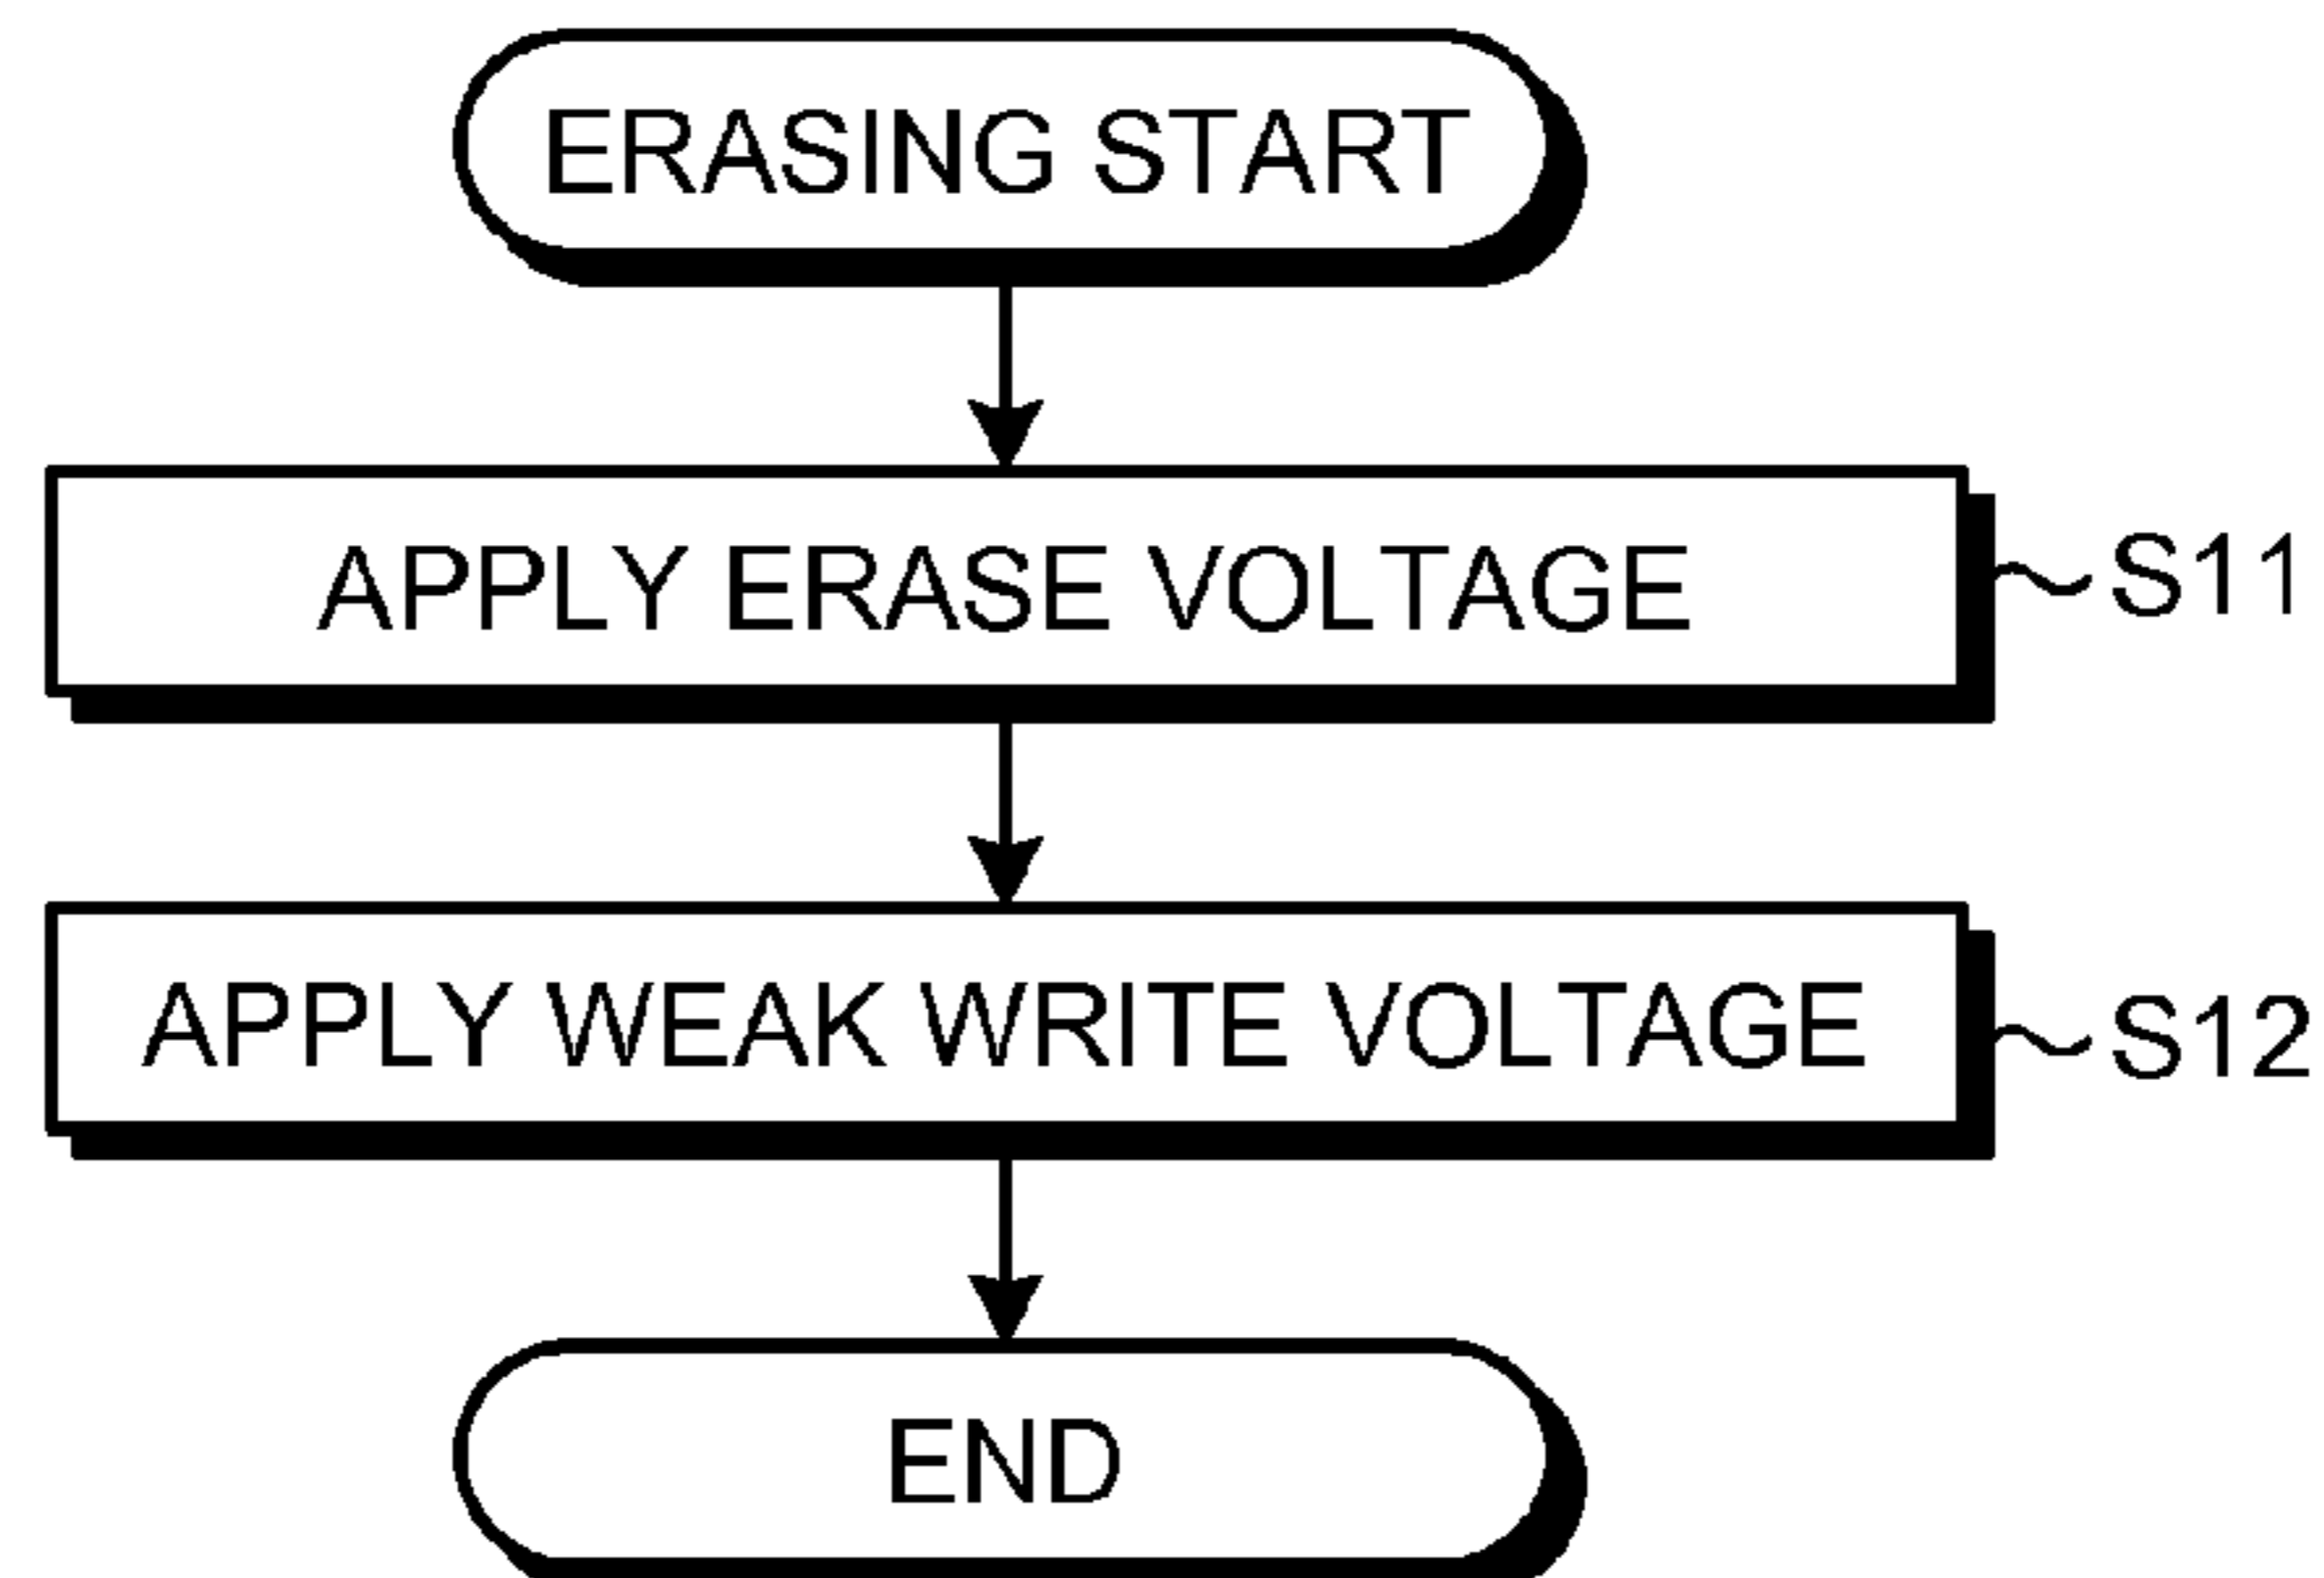 ERASING START
APPLY ERASE VOLTAGE
S11
APPLY WEAK WRITE VOLTAGE
S12
END